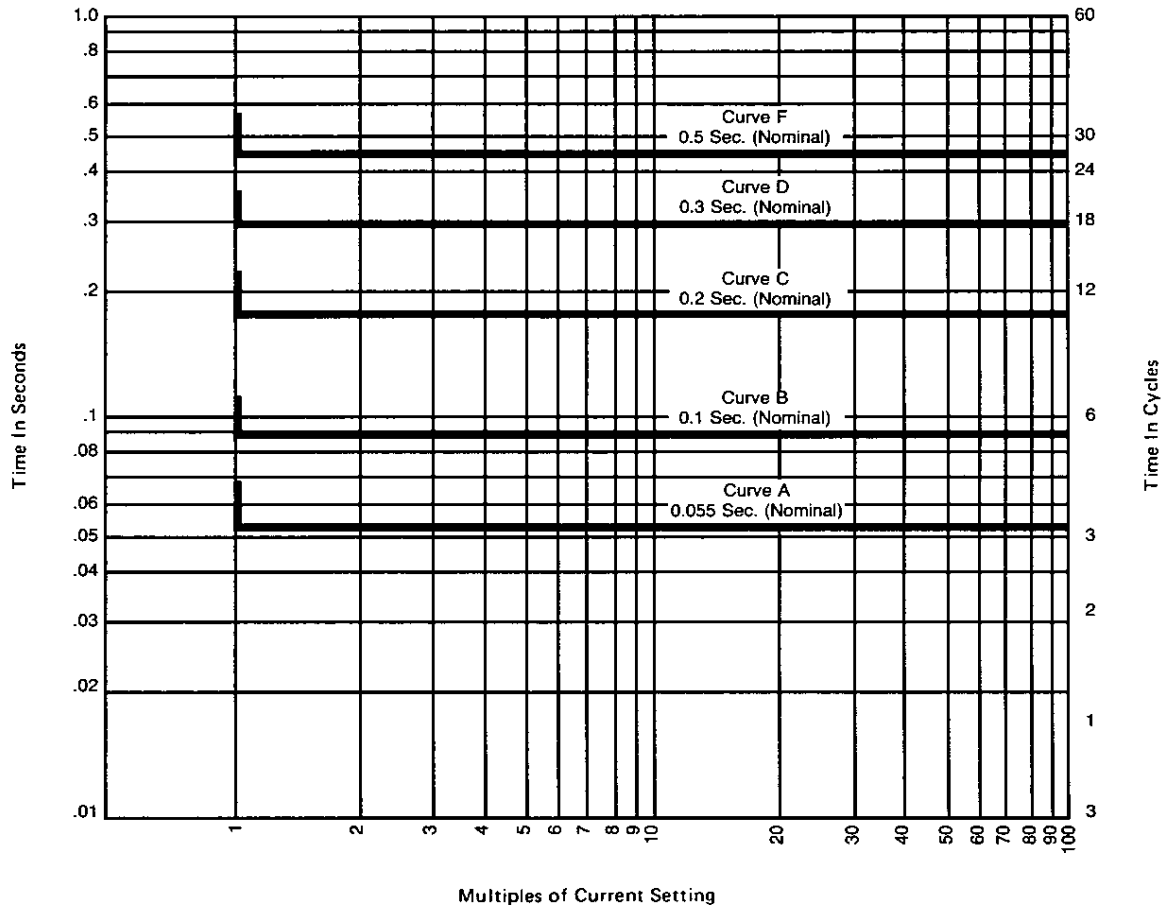 1.0
.8
.6
.5
.4
.3
.2
.1
.08
.06
.05
.04
.03
.02
.01
Time In Seconds
Curve F
0.5 Sec. (Nominal)
Curve D
0.3 Sec. (Nominal)
Curve C
0.2 Sec. (Nominal)
Curve B
0.1 Sec. (Nominal)
Curve A
0.055 Sec. (Nominal)
60
30
24
18
12
6
3
2
1
3
Time In Cycles
1 2 3 4 5 6 7 8 9 10 20 30 40 50 60 70 80 90 100
Multiples of Current Setting